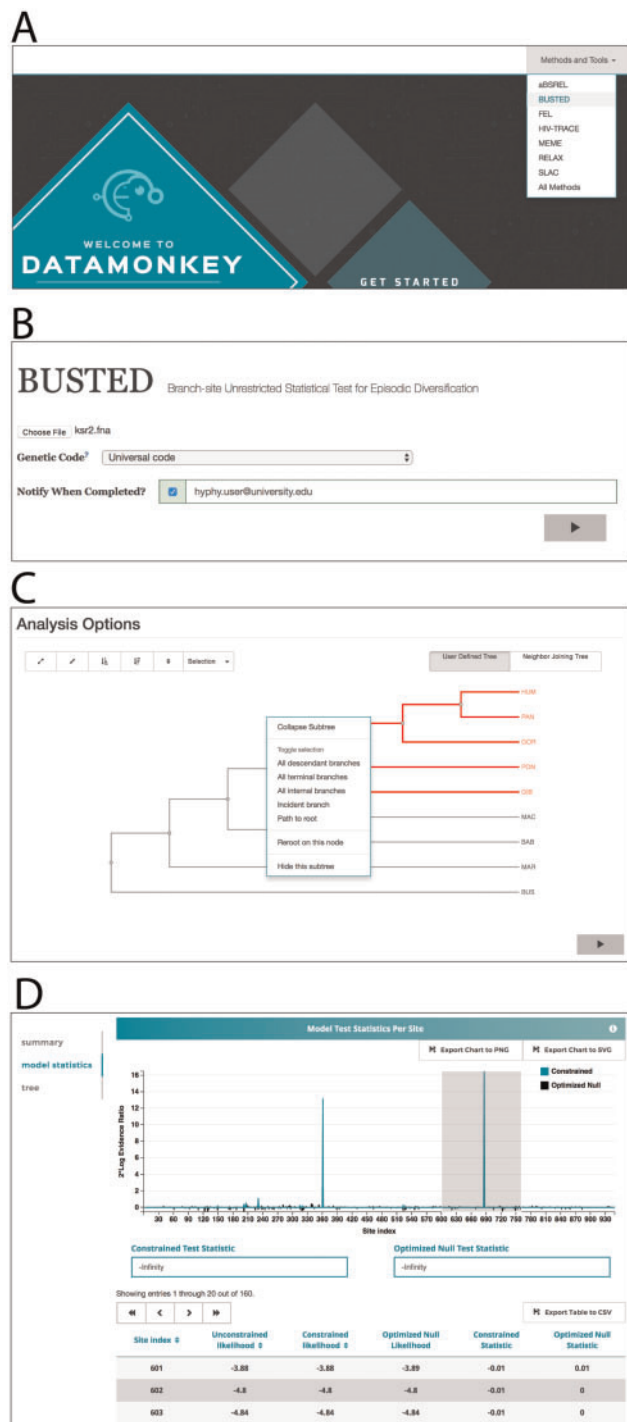 A
Methods and Tools
aBSREL
BUSTED
FEL
HIV-TRACE
MEME
RELAX
SLAC
All Methods
WELCOME TO
DATAMONKEY
GET STARTED
B
BUSTED Branch-site Unrestricted Statistical Test for Episodic Diversification
Choose File ksr2.fna
Genetic Code? Universal code
Notify When Completed? hyphy.user@university.edu
C
Analysis Options
Selection
User Defined Tree Neighbor Joining Tree
HUM
Collapse Subtree
PAN
Toggle selection
GOR
All descendant branches
All terminal branches
PON
All internal branches
GIB
Incident branch
Path to root
MAC
Reroot on this node
BAB
Hide this subtree
MAR
BUS
D
summary
model statistics
tree
Model Test Statistics Per Site
Export Chart to PNG Export Chart to SVG
Constrained
Optimized Null
2*Log Evidence Ratio
16
14
12
10
8
6
4
2
0
30 60 90 120 150 180 210 240 270 300 330 360 390 420 450 480 510 540 570 600 630 660 690 720 750 780 810 840 870 900 930
Site index
Constrained Test Statistic Optimized Null Test Statistic
-Infinity -Infinity
Showing entries 1 through 20 out of 160.
Export Table to CSV
Site index Unconstrained likelihood Constrained likelihood Optimized Null Likelihood Constrained Statistic Optimized Null Statistic
601 -3.88 -3.88 -3.89 -0.01 0.01
602 -4.8 -4.8 -4.8 -0.01 0
603 -4.84 -4.84 -4.84 -0.01 0